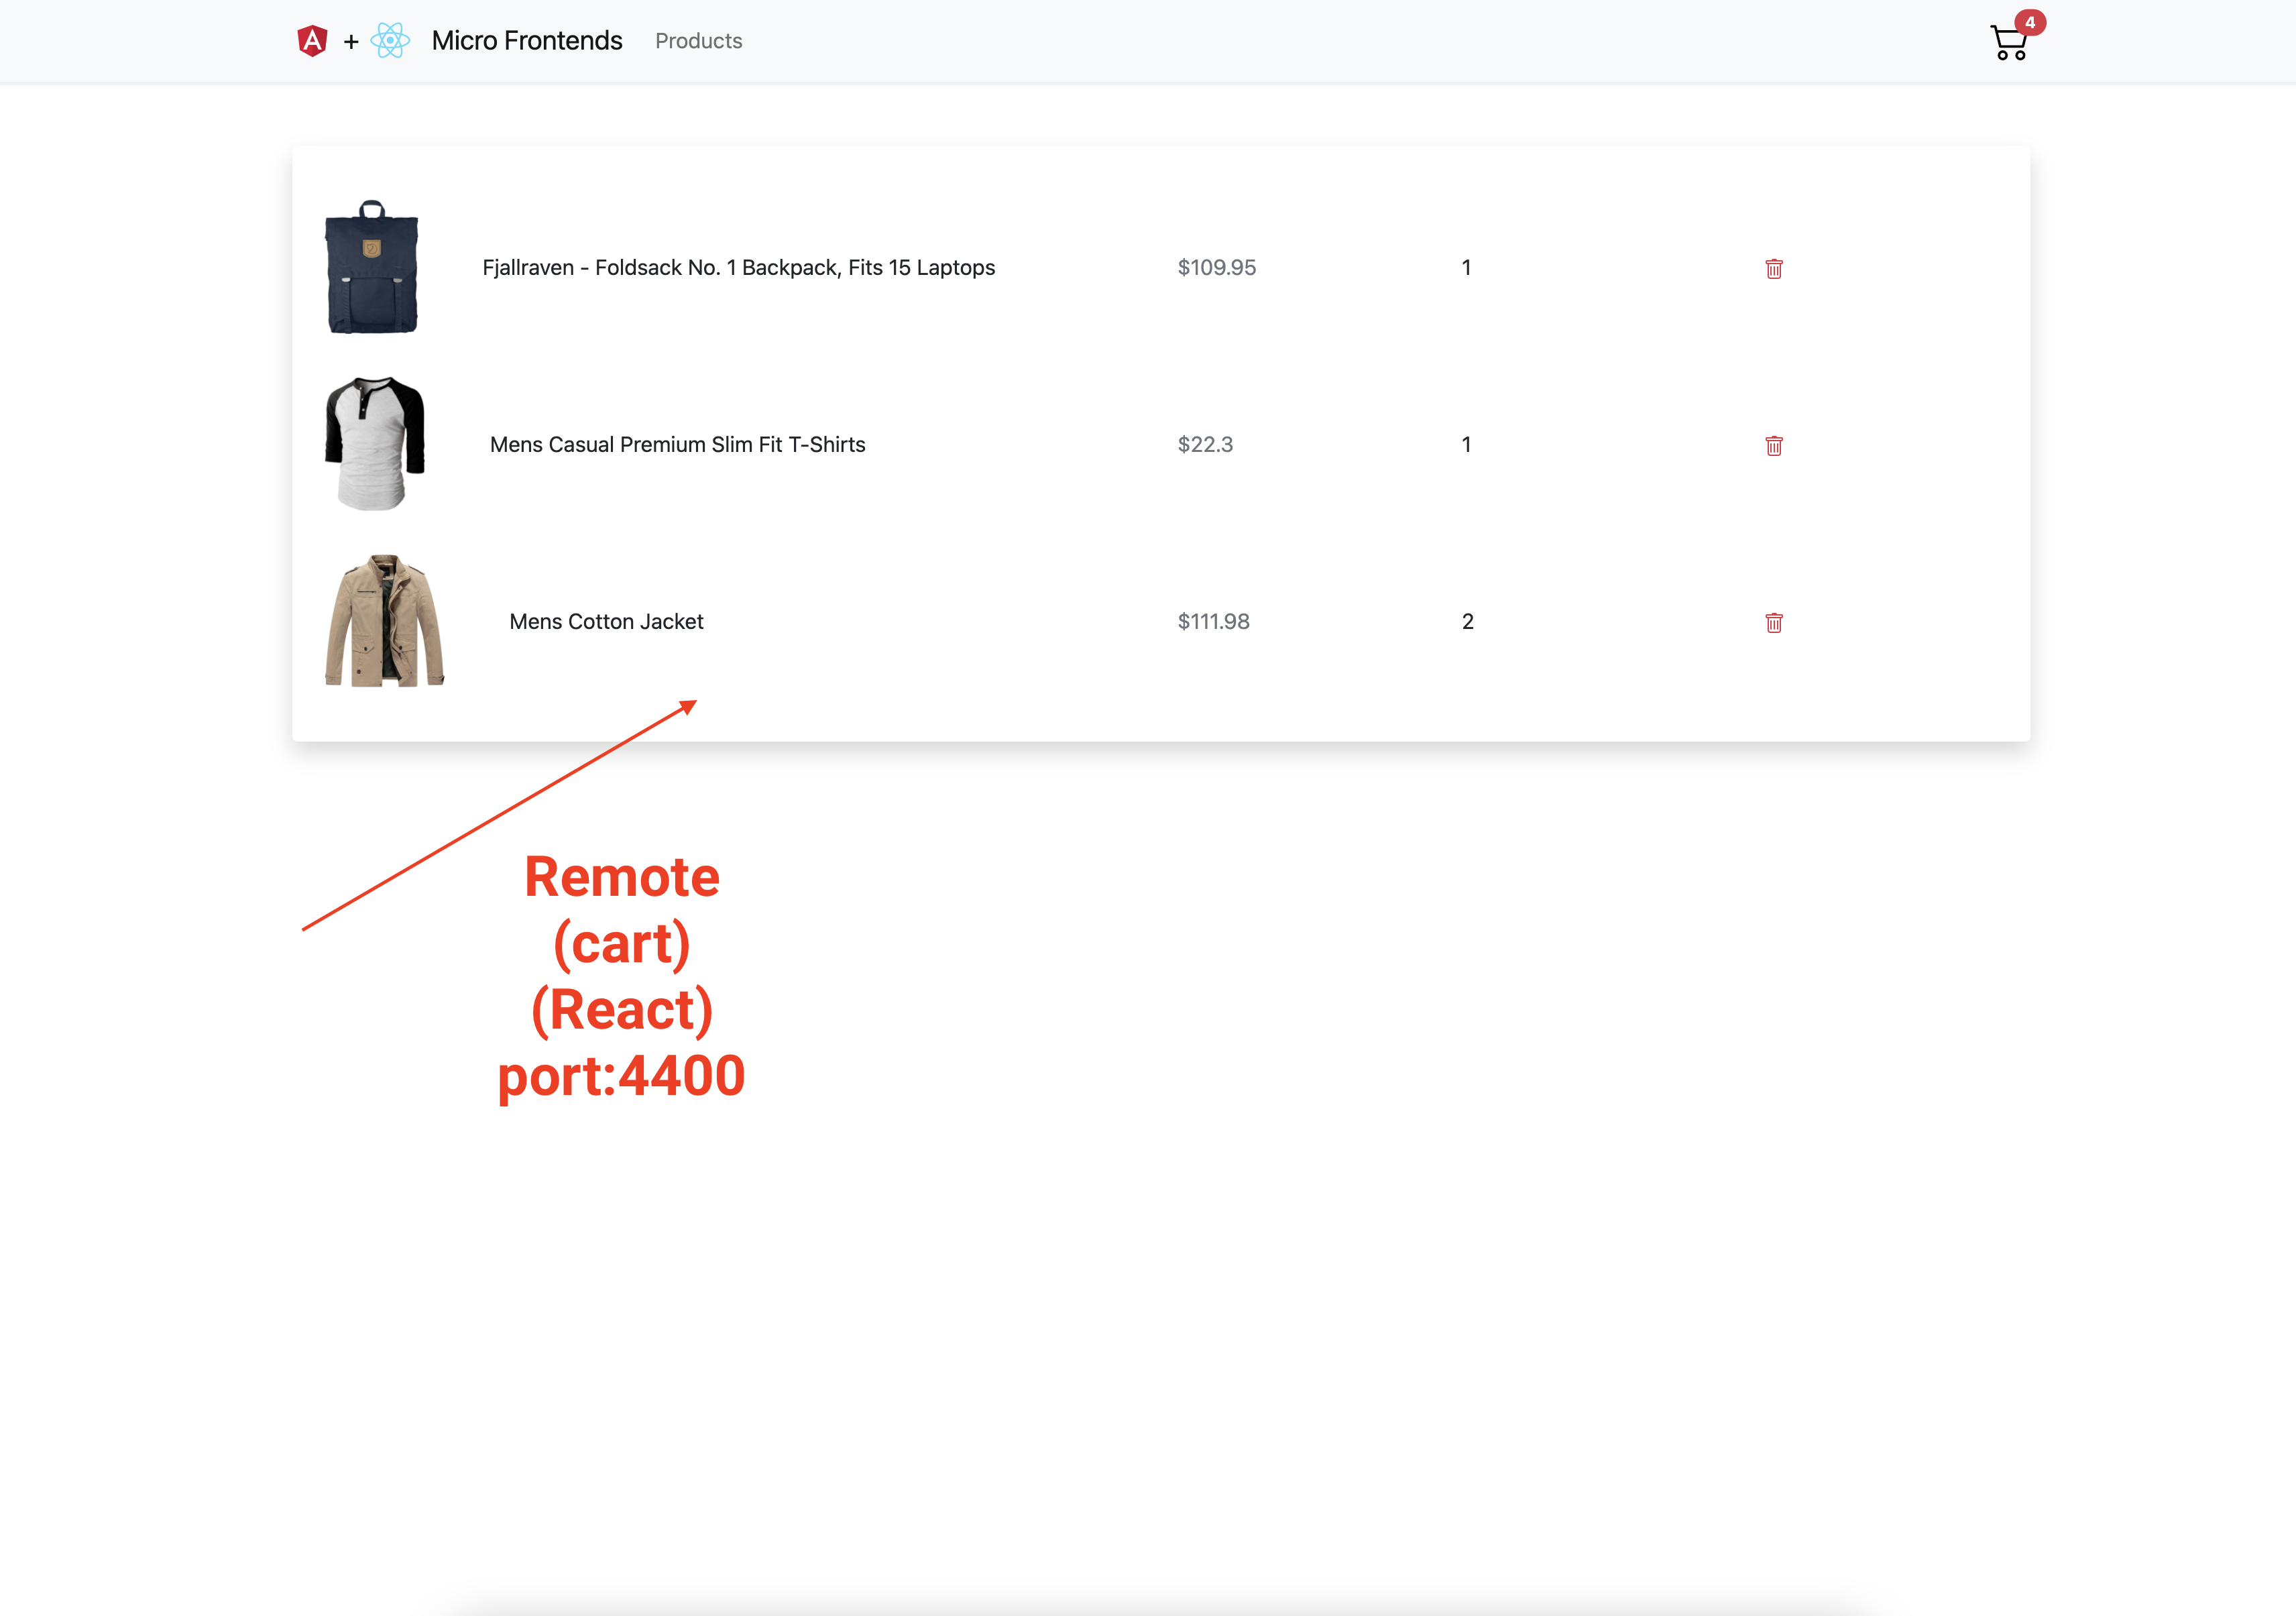 A + Micro Frontends Products 4
Fjallraven - Foldsack No. 1 Backpack, Fits 15 Laptops $109.95 1
Mens Casual Premium Slim Fit T-Shirts $22.3 1
Mens Cotton Jacket $111.98 2
Remote
(cart)
(React)
port:4400